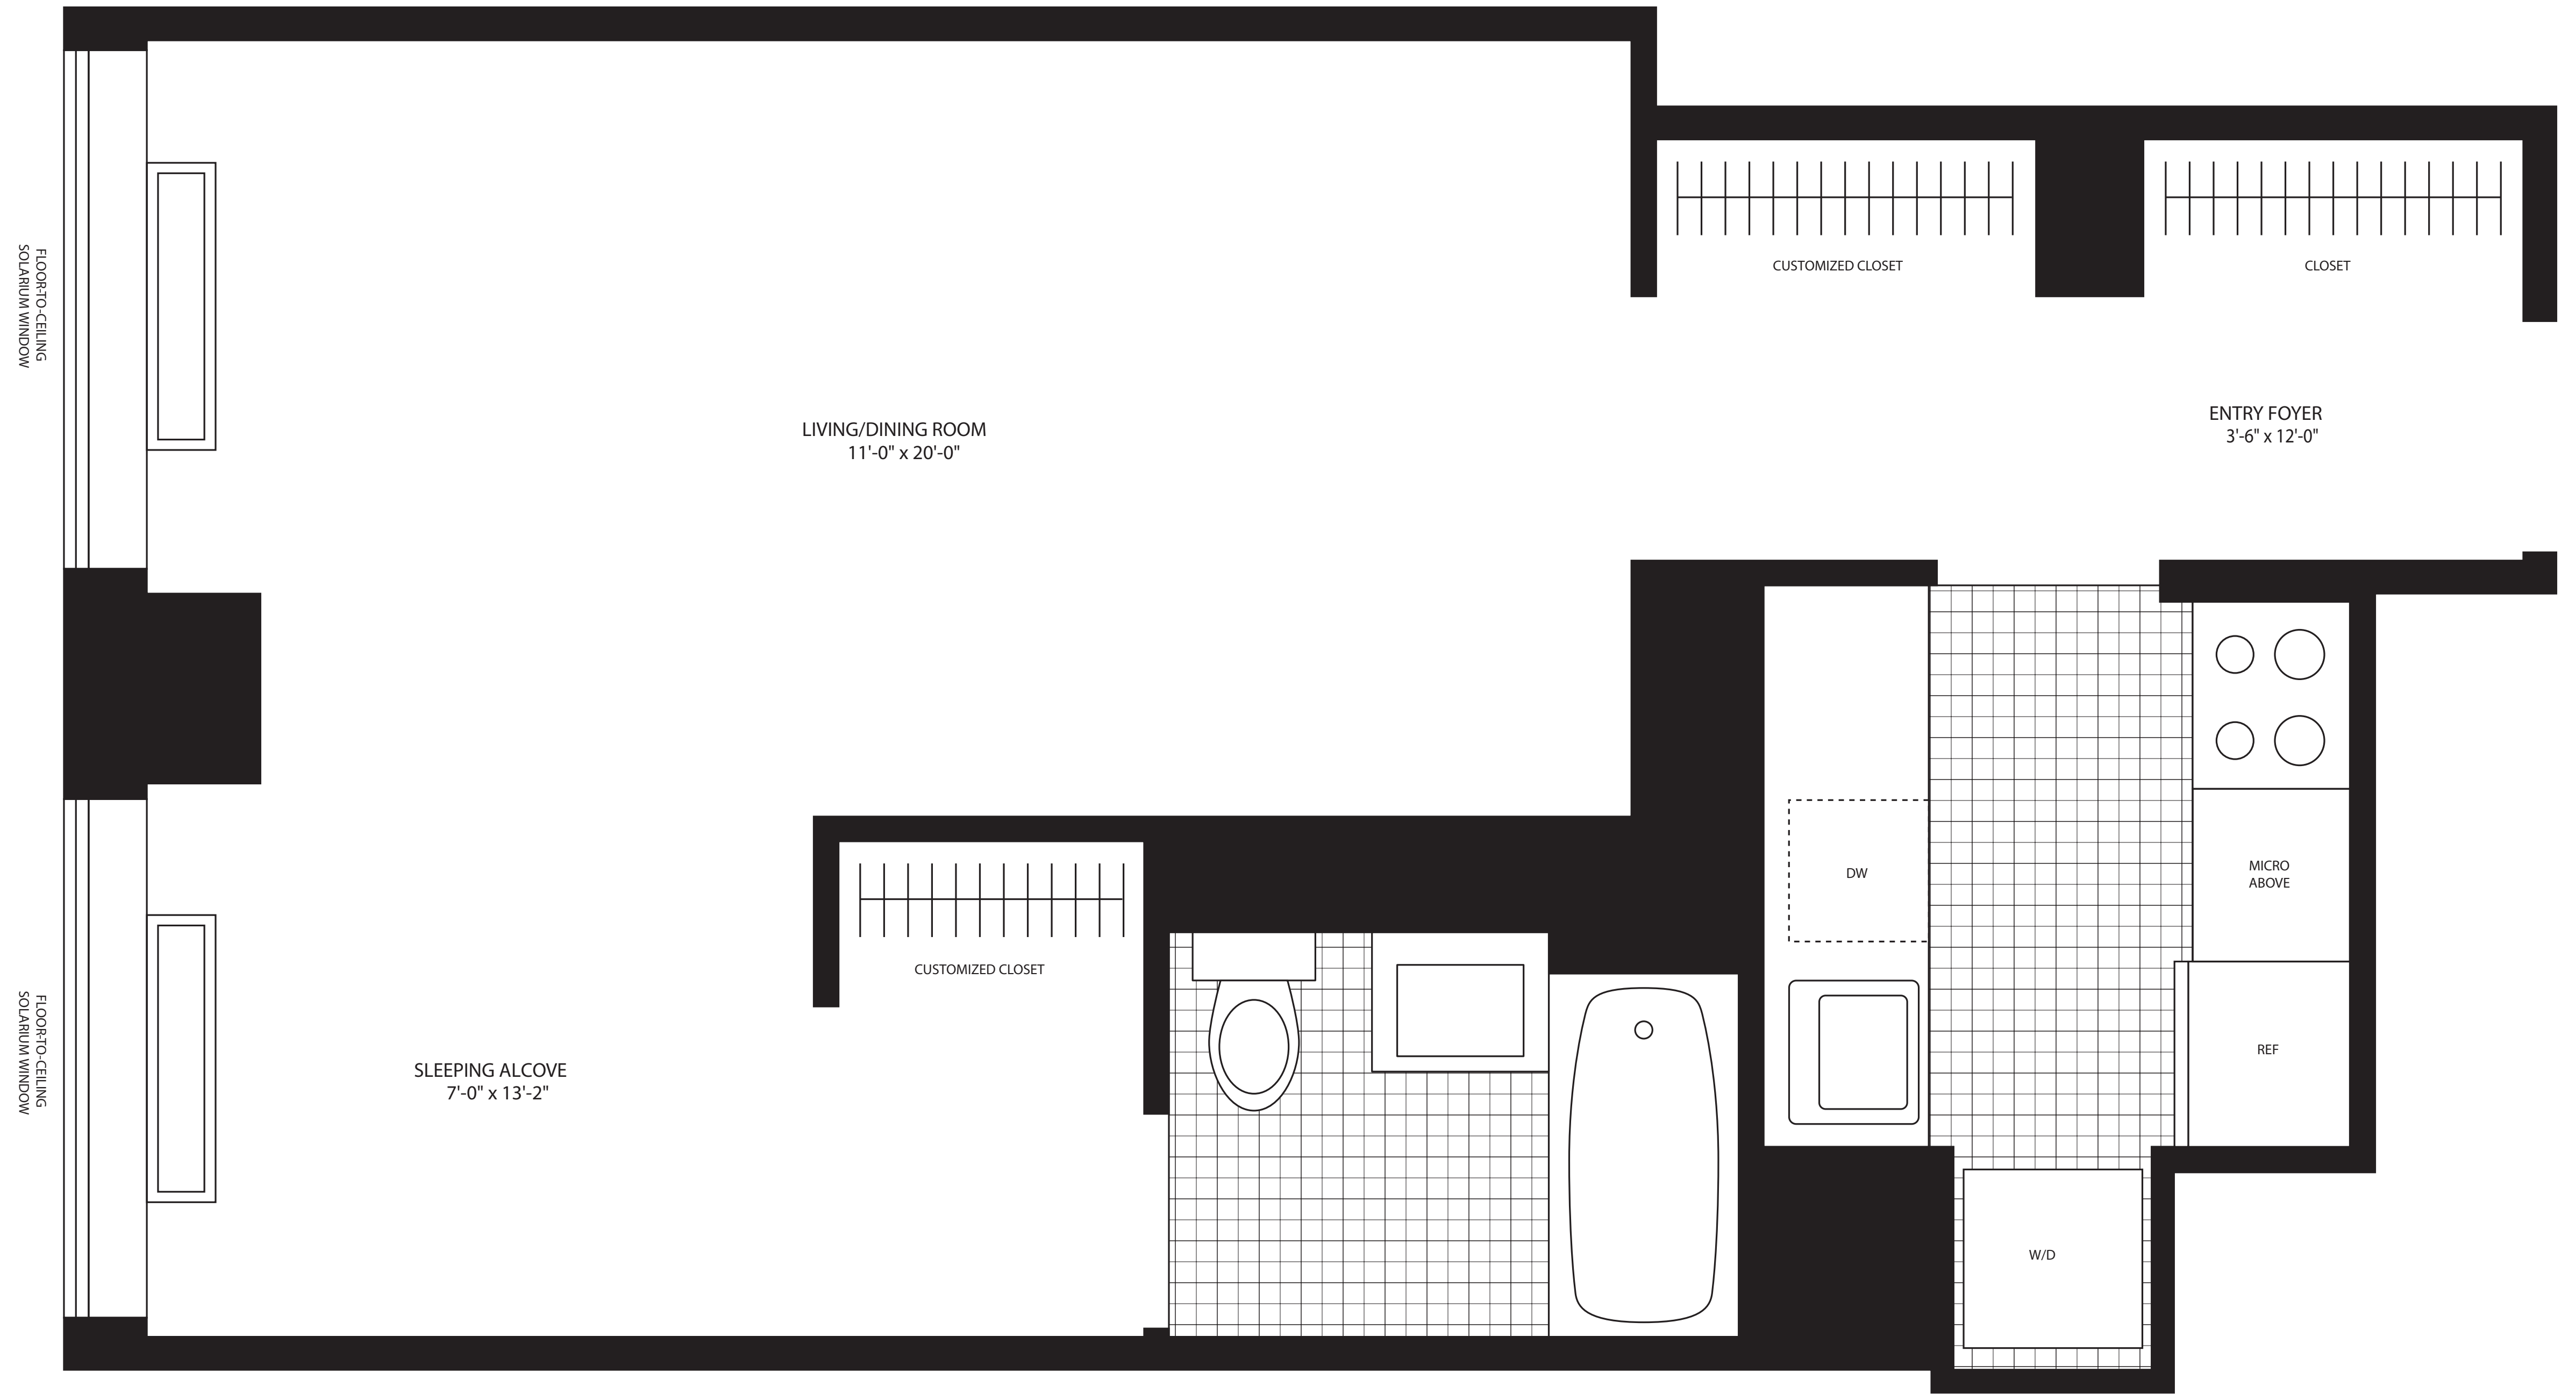 FLOOR-TO-CEILING
SOLARIUM WINDOW
CUSTOMIZED CLOSET
CLOSET
LIVING/DINING ROOM
11'-0" x 20'-0"
ENTRY FOYER
3'-6" x 12'-0"
DW
MICRO
ABOVE
CUSTOMIZED CLOSET
FLOOR-TO-CEILING
SOLARIUM WINDOW
SLEEPING ALCOVE
7'-0" x 13'-2"
REF
W/D